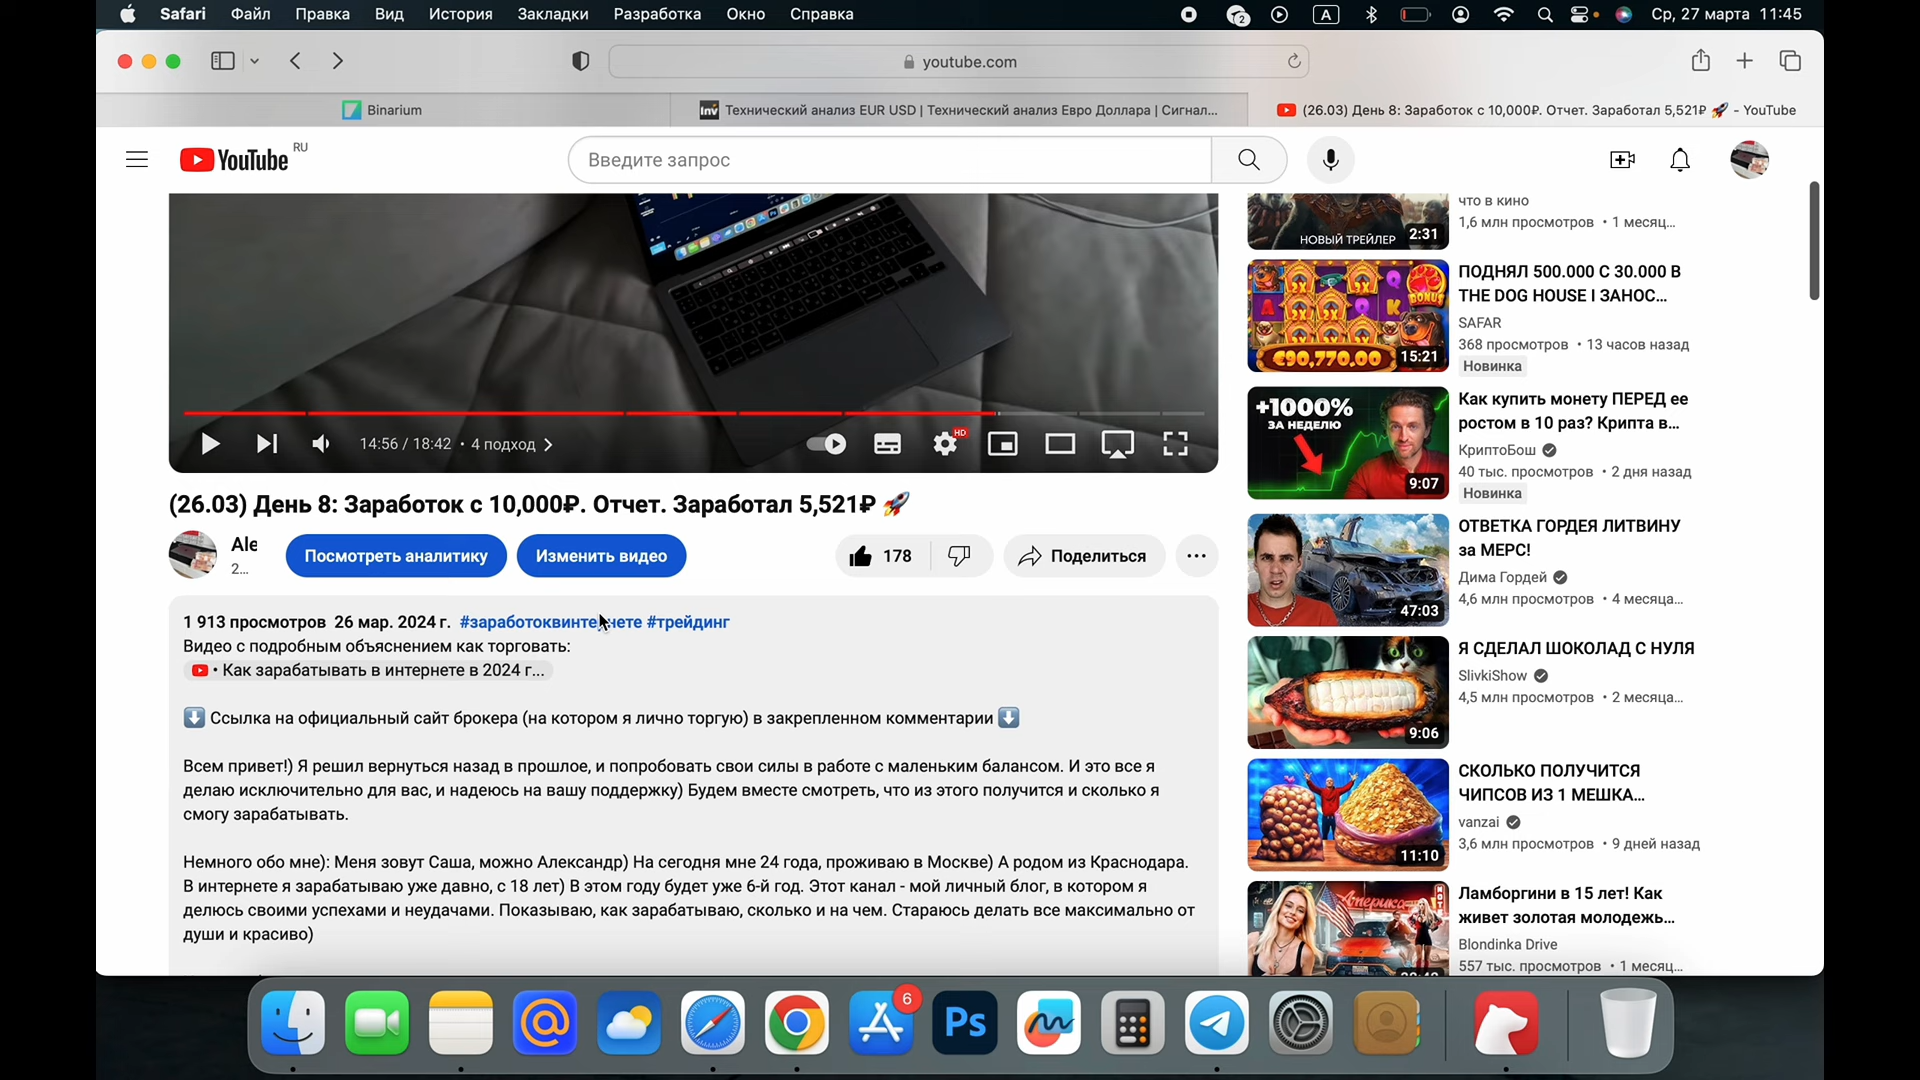 Safari Файл Правка Вид История Закладки Разработка Окно Справка
2 A Ср, 27 марта 11:45
youtube.com
Binarium
Inv Технический анализ EUR USD | Технический анализ Евро Доллара | Сигнал...
(26.03) День 8: Заработок с 10,000₽. Отчет. Заработал 5,521₽ 🚀 - YouTube
YouTube RU
Введите запрос
14:56 / 18:42 • 4 подход
HD
(26.03) День 8: Заработок с 10,000₽. Отчет. Заработал 5,521₽ 🚀
Ale
2...
Посмотреть аналитику
Изменить видео
178
Поделиться
1 913 просмотров 26 мар. 2024 г. #заработоквинтернете #трейдинг
Видео с подробным объяснением как торговать:
• Как зарабатывать в интернете в 2024 г...
⬇️ Ссылка на официальный сайт брокера (на котором я лично торгую) в закрепленном комментарии ⬇️
Всем привет!) Я решил вернуться назад в прошлое, и попробовать свои силы в работе с маленьким балансом. И это все я
делаю исключительно для вас, и надеюсь на вашу поддержку) Будем вместе смотреть, что из этого получится и сколько я
смогу зарабатывать.
Немного обо мне): Меня зовут Саша, можно Александр) На сегодня мне 24 года, проживаю в Москве) А родом из Краснодара.
В интернете я зарабатываю уже давно, с 18 лет) В этом году будет уже 6-й год. Этот канал - мой личный блог, в котором я
делюсь своими успехами и неудачами. Показываю, как зарабатываю, сколько и на чем. Стараюсь делать все максимально от
души и красиво)
НОВЫЙ ТРЕЙЛЕР
2:31
что в кино
1,6 млн просмотров • 1 месяц...
€90,770.00
15:21
ПОДНЯЛ 500.000 С 30.000 В
THE DOG HOUSE I ЗАНОС...
SAFAR
368 просмотров • 13 часов назад
Новинка
+1000%
ЗА НЕДЕЛЮ
9:07
Как купить монету ПЕРЕД ее
ростом в 10 раз? Крипта в...
КриптоБош
40 тыс. просмотров • 2 дня назад
Новинка
47:03
ОТВЕТКА ГОРДЕЯ ЛИТВИНУ
за МЕРС!
Дима Гордей
4,6 млн просмотров • 4 месяца...
9:06
Я СДЕЛАЛ ШОКОЛАД С НУЛЯ
SlivkiShow
4,5 млн просмотров • 2 месяца...
11:10
СКОЛЬКО ПОЛУЧИТСЯ
ЧИПСОВ ИЗ 1 МЕШКА...
vanzai
3,6 млн просмотров • 9 дней назад
Америка
Ламборгини в 15 лет! Как
живет золотая молодежь...
Blondinka Drive
557 тыс. просмотров • 1 месяц...
6
Ps